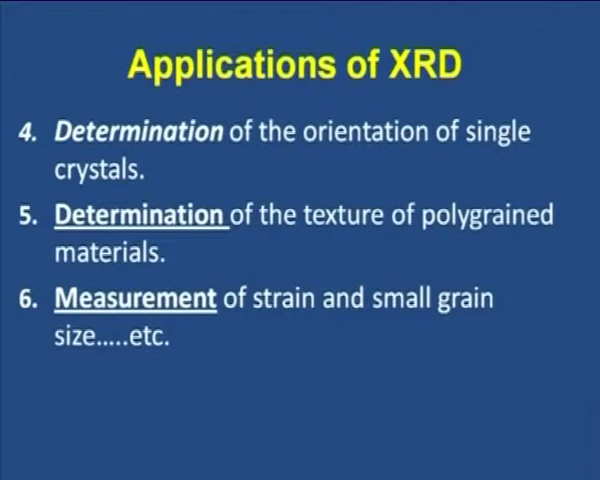 Applications of XRD
4. Determination of the orientation of single
crystals.
5. Determination of the texture of polygrained
materials.
6. Measurement of strain and small grain
size…..etc.